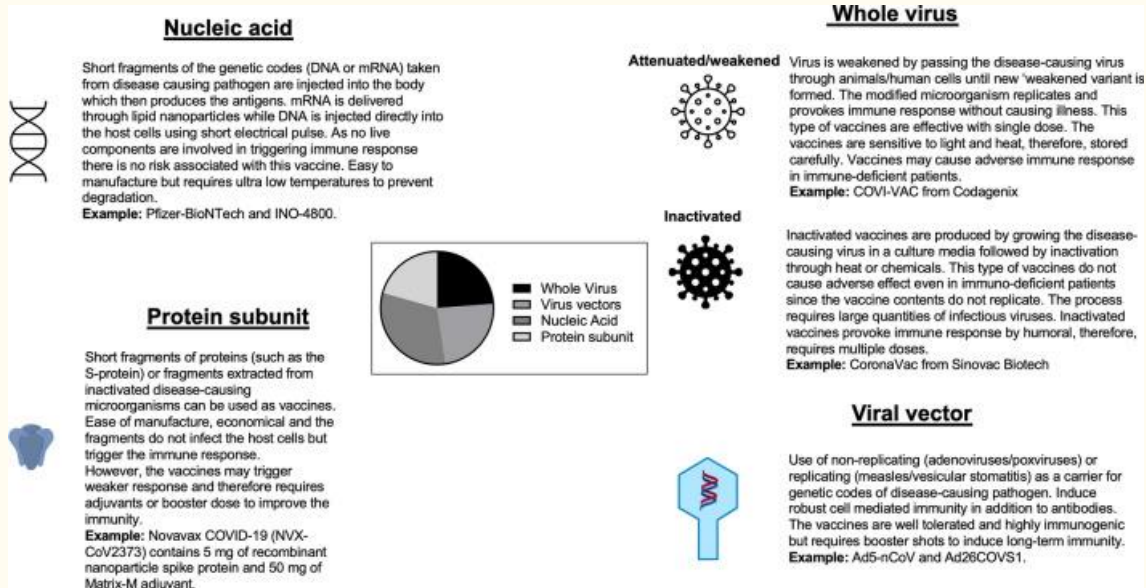 Nucleic acid
Short fragments of the genetic codes (DNA or mRNA) taken
from disease causing pathogen are injected into the body
which then produces the antigens. mRNA is delivered
through lipid nanoparticles while DNA is injected directly into
the host cells using short electrical pulse. As no live
components are involved in triggering immune response
there is no risk associated with this vaccine. Easy to
manufacture but requires ultra low temperatures to prevent
degradation.
Example: Pfizer-BioNTech and INO-4800.
Protein subunit
Short fragments of proteins (such as the
S-protein) or fragments extracted from
inactivated disease-causing
microorganisms can be used as vaccines.
Ease of manufacture, economical and the
fragments do not infect the host cells but
trigger the immune response.
However, the vaccines may trigger
weaker response and therefore requires
adjuvants or booster dose to improve the
immunity.
Example: Novavax COVID-19 (NVX-
CoV2373) contains 5 mg of recombinant
nanoparticle spike protein and 50 mg of
Matrix-M adjuvant.
Whole Virus
Virus vectors
Nucleic Acid
Protein subunit
Whole virus
Attenuated/weakened
Virus is weakened by passing the disease-causing virus
through animals/human cells until new 'weakened variant is
formed. The modified microorganism replicates and
provokes immune response without causing illness. This
type of vaccines are effective with single dose. The
vaccines are sensitive to light and heat, therefore, stored
carefully. Vaccines may cause adverse immune response
in immune-deficient patients.
Example: COVI-VAC from Codagenix
Inactivated
Inactivated vaccines are produced by growing the disease-
causing virus in a culture media followed by inactivation
through heat or chemicals. This type of vaccines do not
cause adverse effect even in immuno-deficient patients
since the vaccine contents do not replicate. The process
requires large quantities of infectious viruses. Inactivated
vaccines provoke immune response by humoral, therefore,
requires multiple doses.
Example: CoronaVac from Sinovac Biotech
Viral vector
Use of non-replicating (adenoviruses/poxviruses) or
replicating (measles/vesicular stomatitis) as a carrier for
genetic codes of disease-causing pathogen. Induce
robust cell mediated immunity in addition to antibodies.
The vaccines are well tolerated and highly immunogenic
but requires booster shots to induce long-term immunity.
Example: Ad5-nCoV and Ad26COVS1.